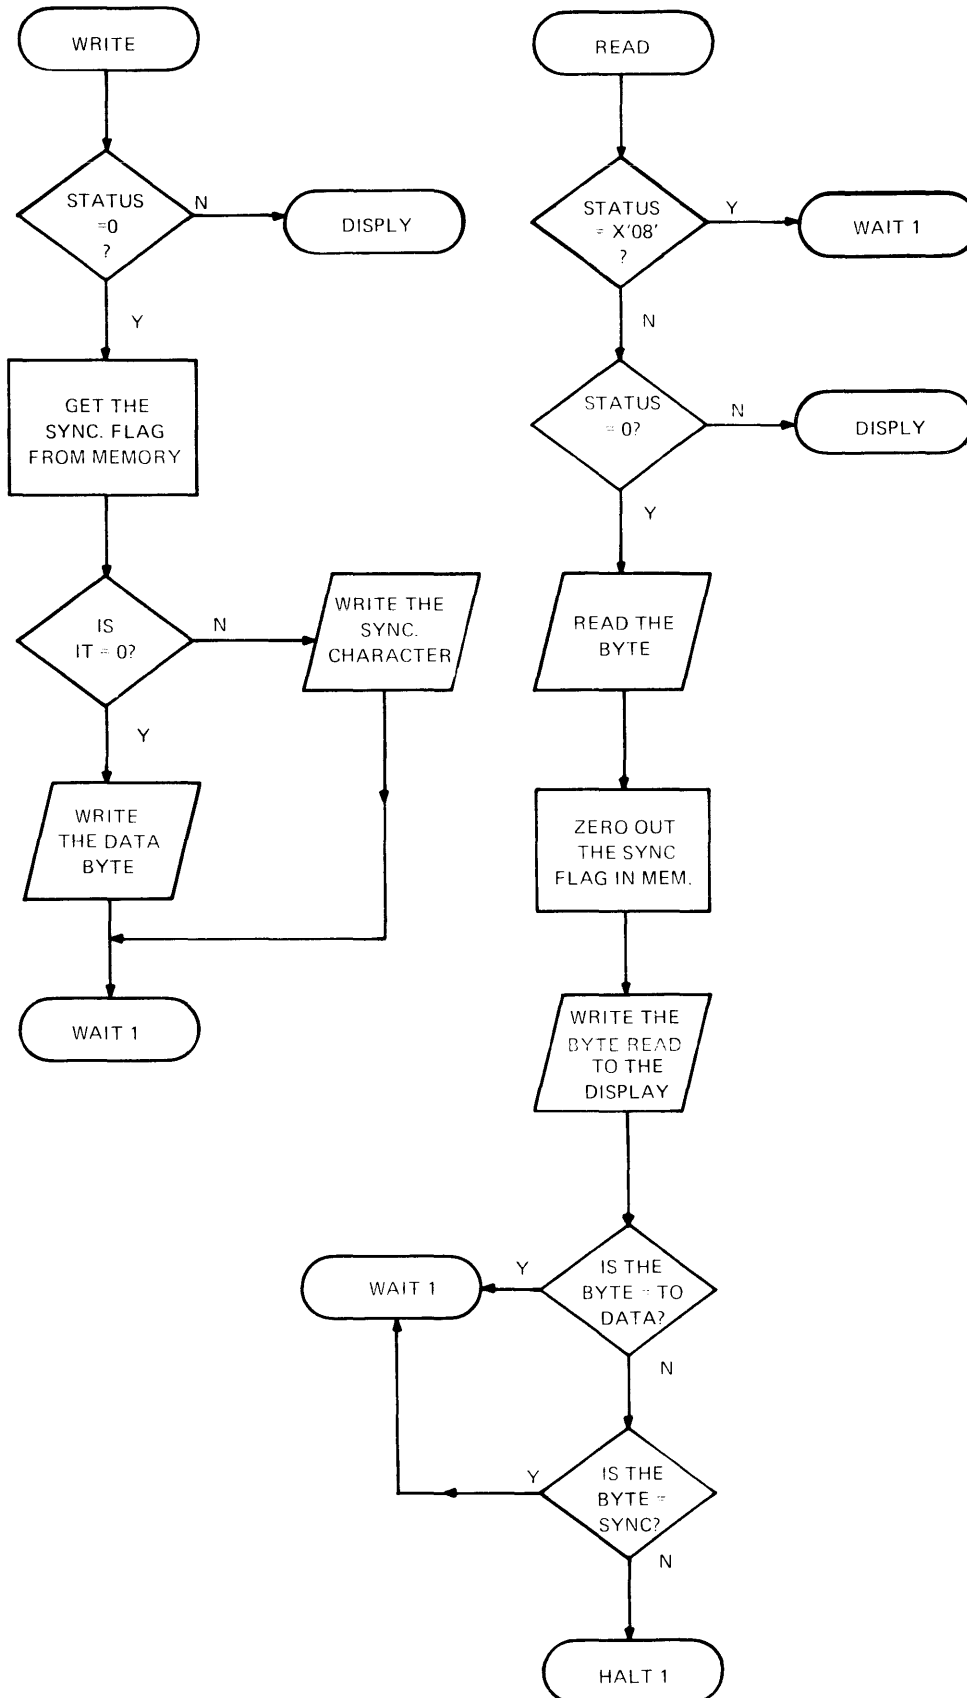 WRITE
STATUS
=0
?
N
DISPLY
Y
GET THE
SYNC. FLAG
FROM MEMORY
IS
IT = 0?
N
WRITE THE
SYNC.
CHARACTER
Y
WRITE
THE DATA
BYTE
WAIT 1
READ
STATUS
= X'08'
?
Y
WAIT 1
N
STATUS
= 0?
N
DISPLY
Y
READ THE
BYTE
ZERO OUT
THE SYNC
FLAG IN MEM.
WRITE THE
BYTE READ
TO THE
DISPLAY
IS THE
BYTE = TO
DATA?
Y
WAIT 1
N
IS THE
BYTE =
SYNC?
Y
N
HALT 1